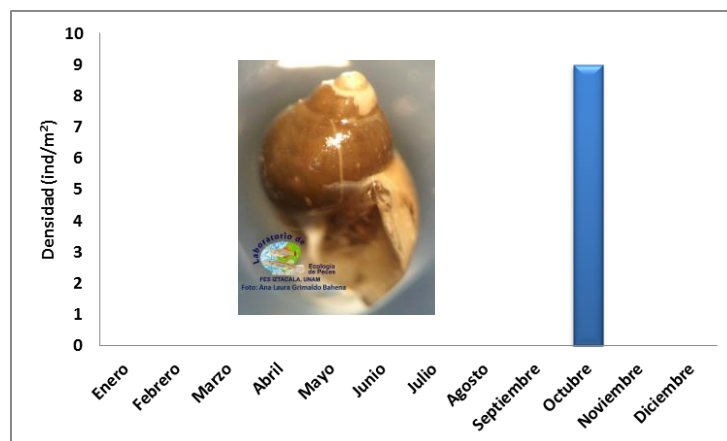 10
9
8
7
6
5
4
3
2
1
0
Densidad (ind/m²)
Laboratorio de
Ecología
de Peces
FES IZTACALA, UNAM
Foto: Ana Laura Grimaldo Bahena
Enero
Febrero
Marzo
Abril
Mayo
Junio
Julio
Agosto
Septiembre
Octubre
Noviembre
Diciembre